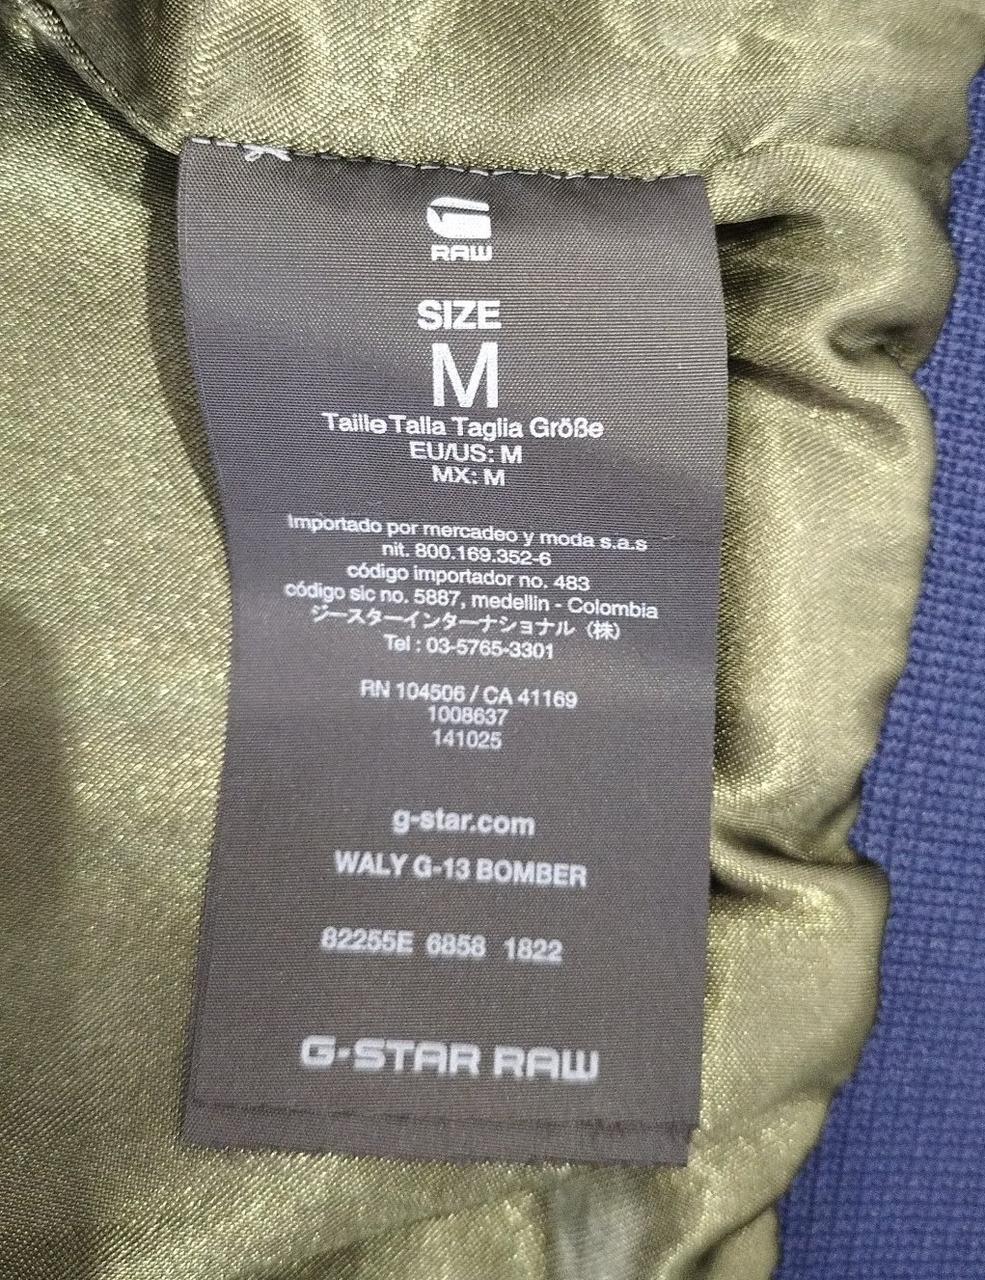 RAW
SIZE
M
Taille Talla Taglia Größe
EU/US: M
MX: M
Importado por mercadeo y moda s.a.s
nit. 800.169.352-6
código importador no. 483
código sic no. 5887, medellin - Colombia
ジースターインターナショナル（株）
Tel : 03-5765-3301
RN 104506 / CA 41169
1008637
141025
g-star.com
WALY G-13 BOMBER
82255E 6858 1822
G-STAR RAW